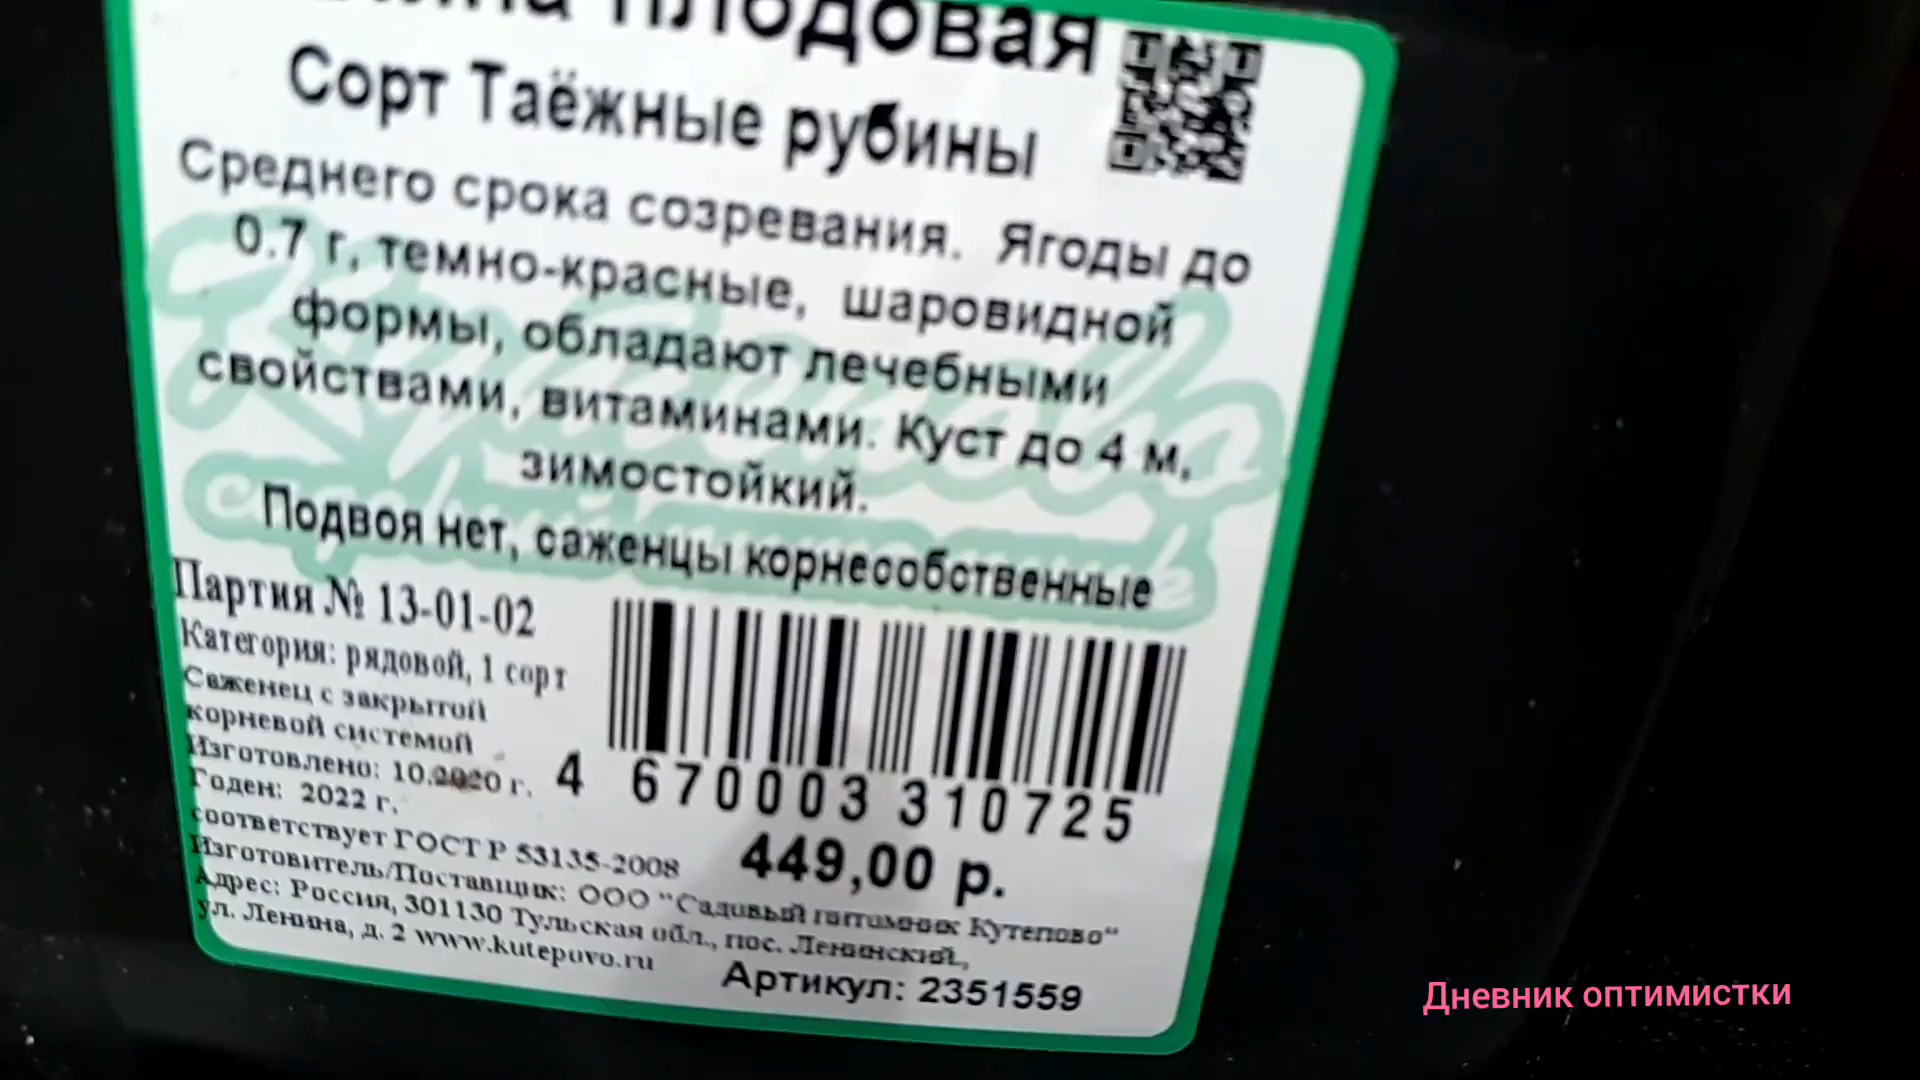 плодовая
Сорт Таёжные рубины
Среднего срока созревания. Ягоды до
0.7 г, темно-красные, шаровидной
формы, обладают лечебными
свойствами, витаминами. Куст до 4 м,
зимостойкий.
Подвоя нет, саженцы корнесобственные
Партия № 13-01-02
Категория: рядовой, 1 сорт
Саженец с закрытой
корневой системой
Изготовлено: 10.2020 г.
Годен: 2022 г.
4 670003 310725
449,00 р.
соответствует ГОСТ Р 53135-2008
Изготовитель/Поставщик: ООО "Садовый питомник Кутепово"
Адрес: Россия, 301130 Тульская обл., пос. Ленинский,
ул. Ленина, д. 2 www.kutepovo.ru
Артикул: 2351559
Дневник оптимистки